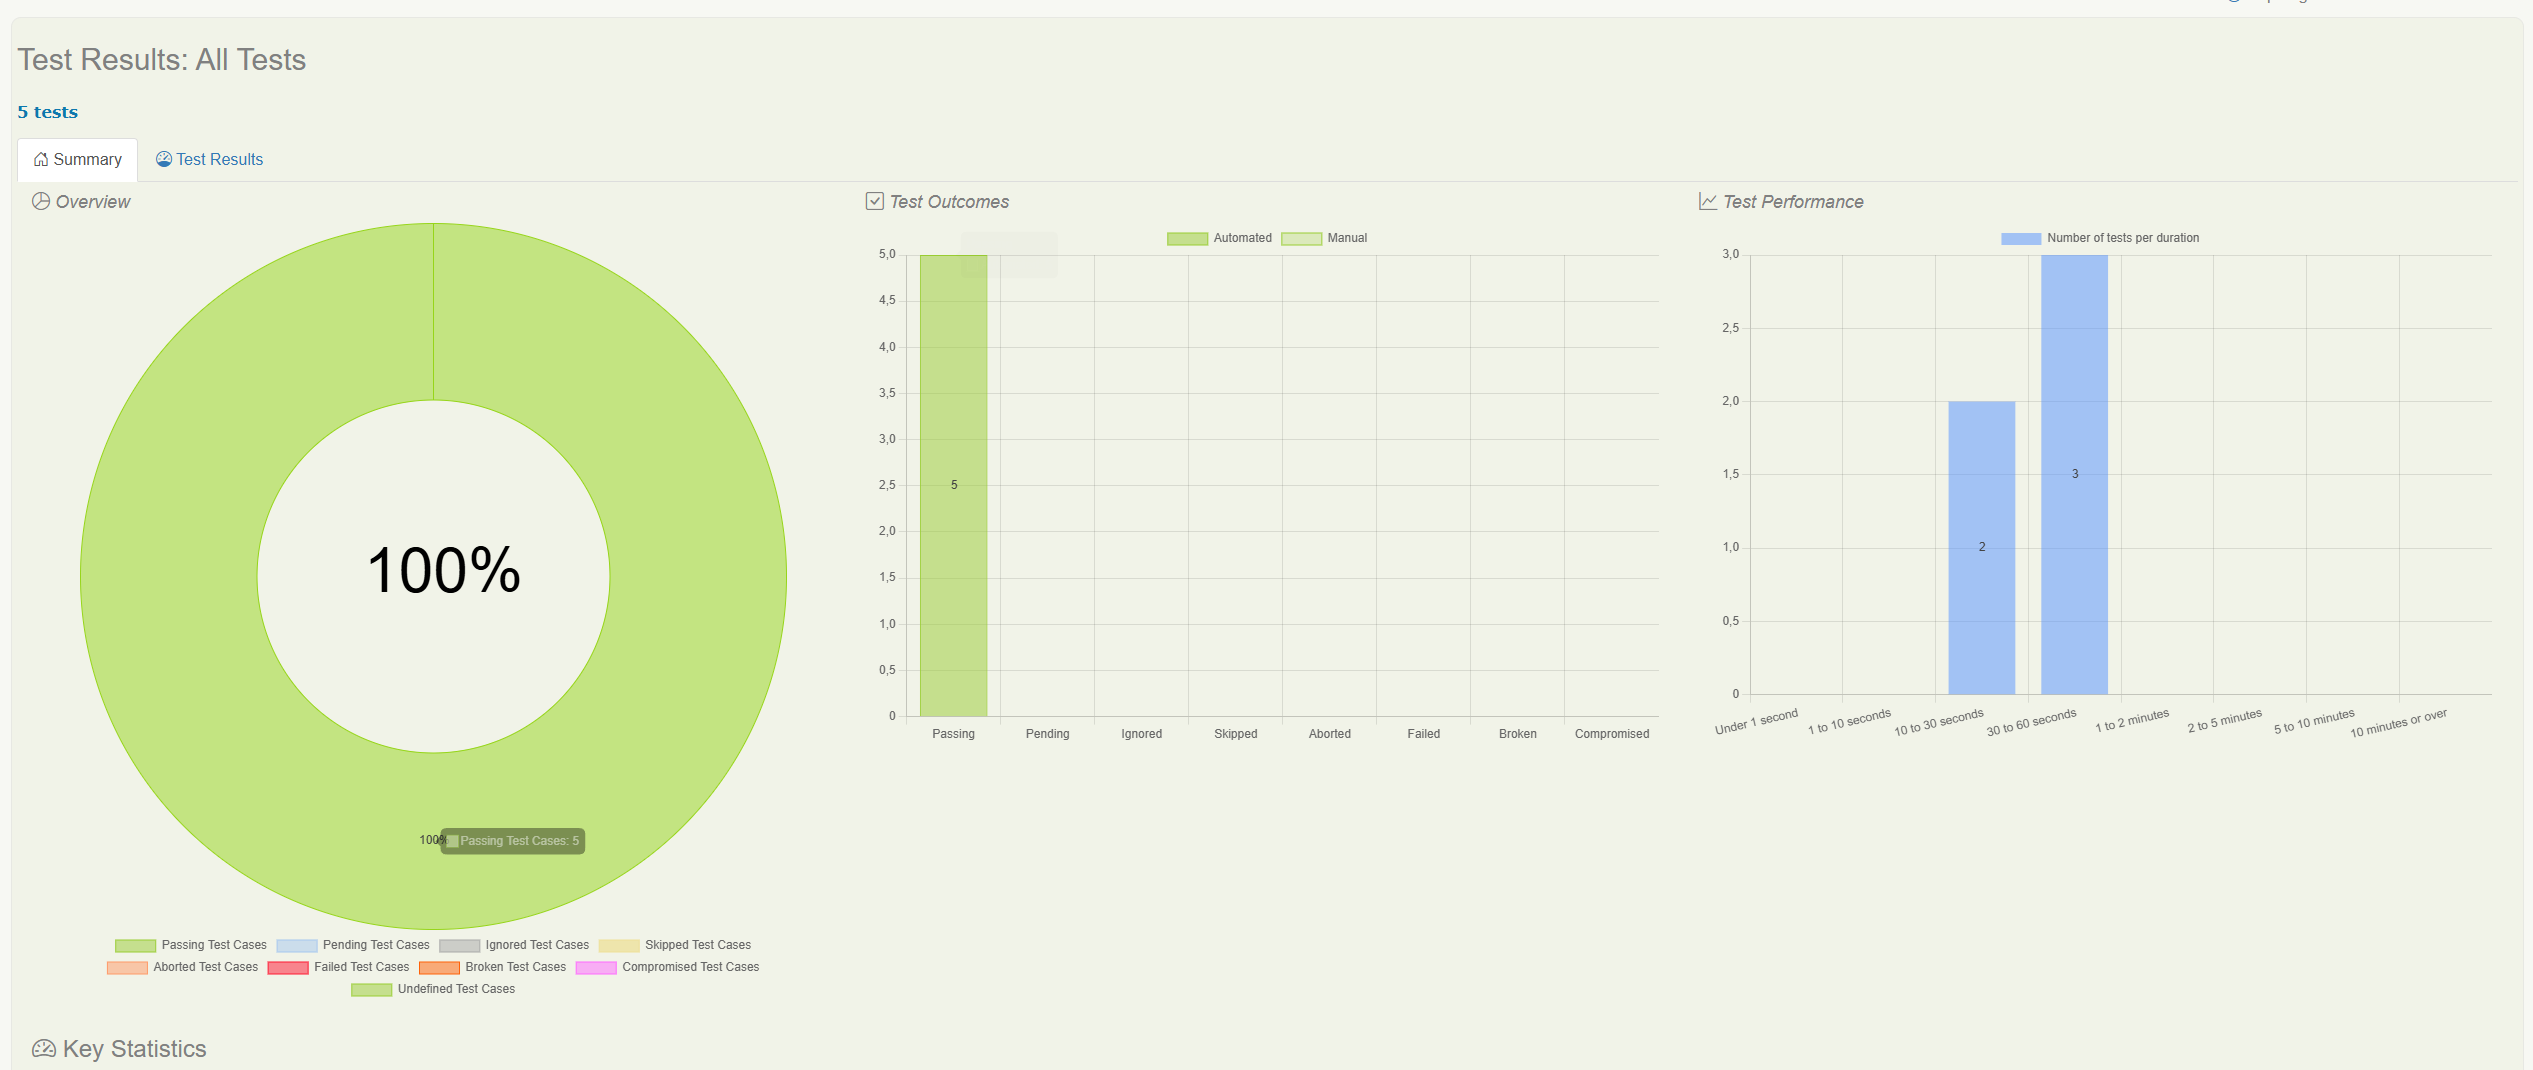 Test Results: All Tests
5 tests
Summary
Test Results
Overview
100%
100%
Passing Test Cases: 5
Passing Test Cases
Pending Test Cases
Ignored Test Cases
Skipped Test Cases
Aborted Test Cases
Failed Test Cases
Broken Test Cases
Compromised Test Cases
Undefined Test Cases
Test Outcomes
Automated
Manual
5,0
4,5
4,0
3,5
3,0
2,5
2,0
1,5
1,0
0,5
0
5
Passing
Pending
Ignored
Skipped
Aborted
Failed
Broken
Compromised
Test Performance
Number of tests per duration
3,0
2,5
2,0
1,5
1,0
0,5
0
2
3
Under 1 second
1 to 10 seconds
10 to 30 seconds
30 to 60 seconds
1 to 2 minutes
2 to 5 minutes
5 to 10 minutes
10 minutes or over
Key Statistics